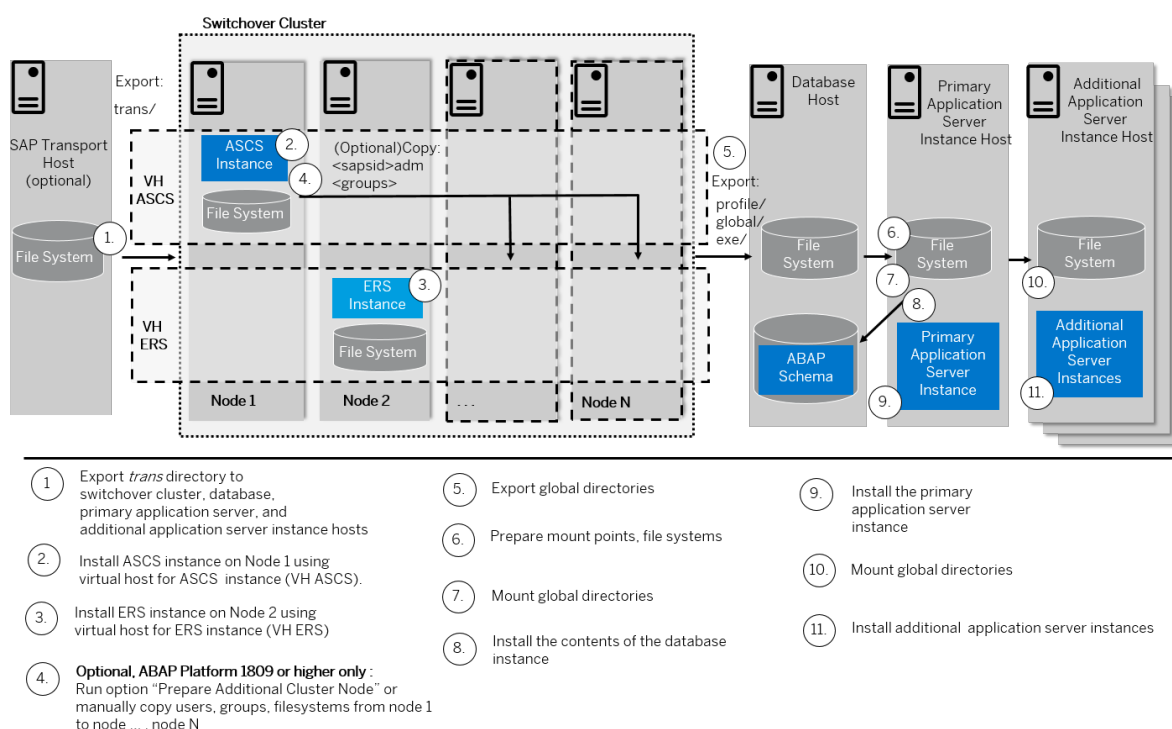 Switchover Cluster
Export:
trans/
SAP Transport
Host
(optional)
File System
1.
VH
ASCS
ASCS
Instance
2.
4.
File System
(Optional)Copy:
<sapsid>adm
<groups>
VH
ERS
ERS
Instance
3.
File System
Node 1
Node 2
. . .
Node N
5.
Export:
profile/
global/
exe/
Database
Host
File
System
ABAP
Schema
Primary
Application
Server
Instance Host
6.
File
System
7.
8.
Primary
Application
Server
Instance
9.
Additional
Application
Server
Instance Host
File
System
10.
Additional
Application
Server
Instances
11.
1
Export trans directory to
switchover cluster, database,
primary application server, and
additional application server instance hosts
2.
Install ASCS instance on Node 1 using
virtual host for ASCS instance (VH ASCS).
3.
Install ERS instance on Node 2 using
virtual host for ERS instance (VH ERS)
4.
Optional, ABAP Platform 1809 or higher only :
Run option “Prepare Additional Cluster Node” or
manually copy users, groups, filesystems from node 1
to node ... , node N
5.
Export global directories
6.
Prepare mount points, file systems
7.
Mount global directories
8.
Install the contents of the database
instance
9.
Install the primary
application server
instance
10.
Mount global directories
11.
Install additional application server instances